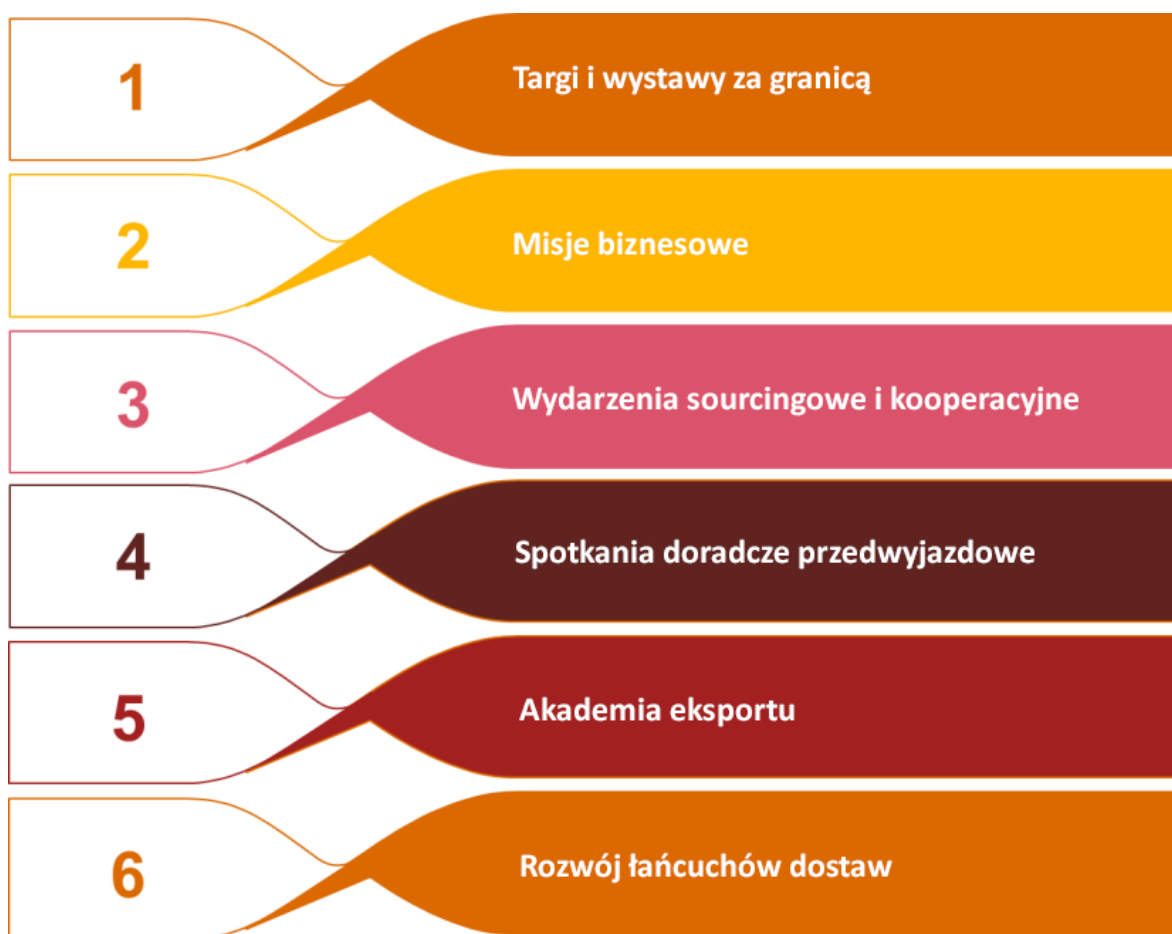 1
Targi i wystawy za granicą
2
Misje biznesowe
3
Wydarzenia sourcingowe i kooperacyjne
4
Spotkania doradcze przedwyjazdowe
5
Akademia eksportu
6
Rozwój łańcuchów dostaw